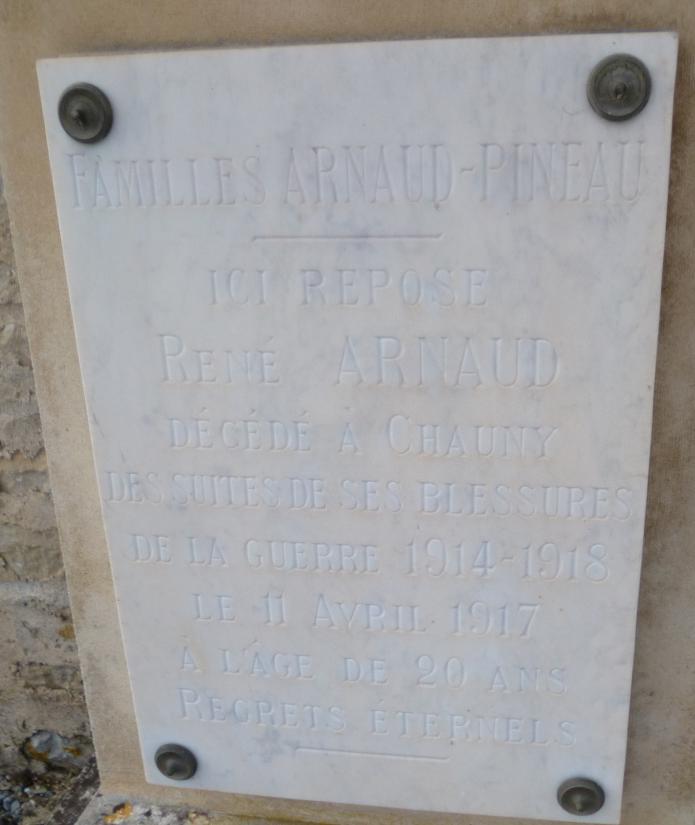 FAMILLES ARNAUD-PINEAU
ICI REPOSE
RENÉ ARNAUD
DÉCÉDÉ À CHAUNY
DES SUITES DE SES BLESSURES
DE LA GUERRE 1914-1918
LE 11 AVRIL 1917
À L'ÂGE DE 20 ANS
REGRETS ÉTERNELS